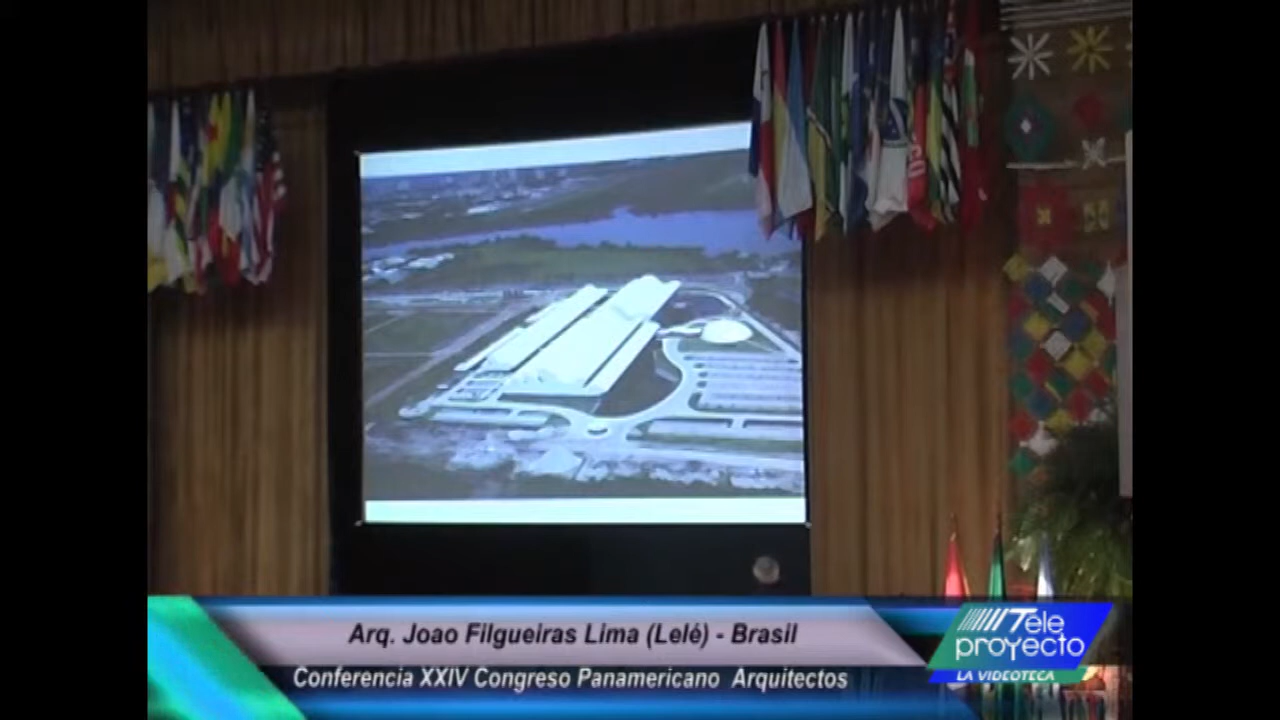 Arq. Joao Filgueiras Lima (Lelé) - Brasil
Conferencia XXIV Congreso Panamericano Arquitectos
Tele
proyecto
LA VIDEOTECA